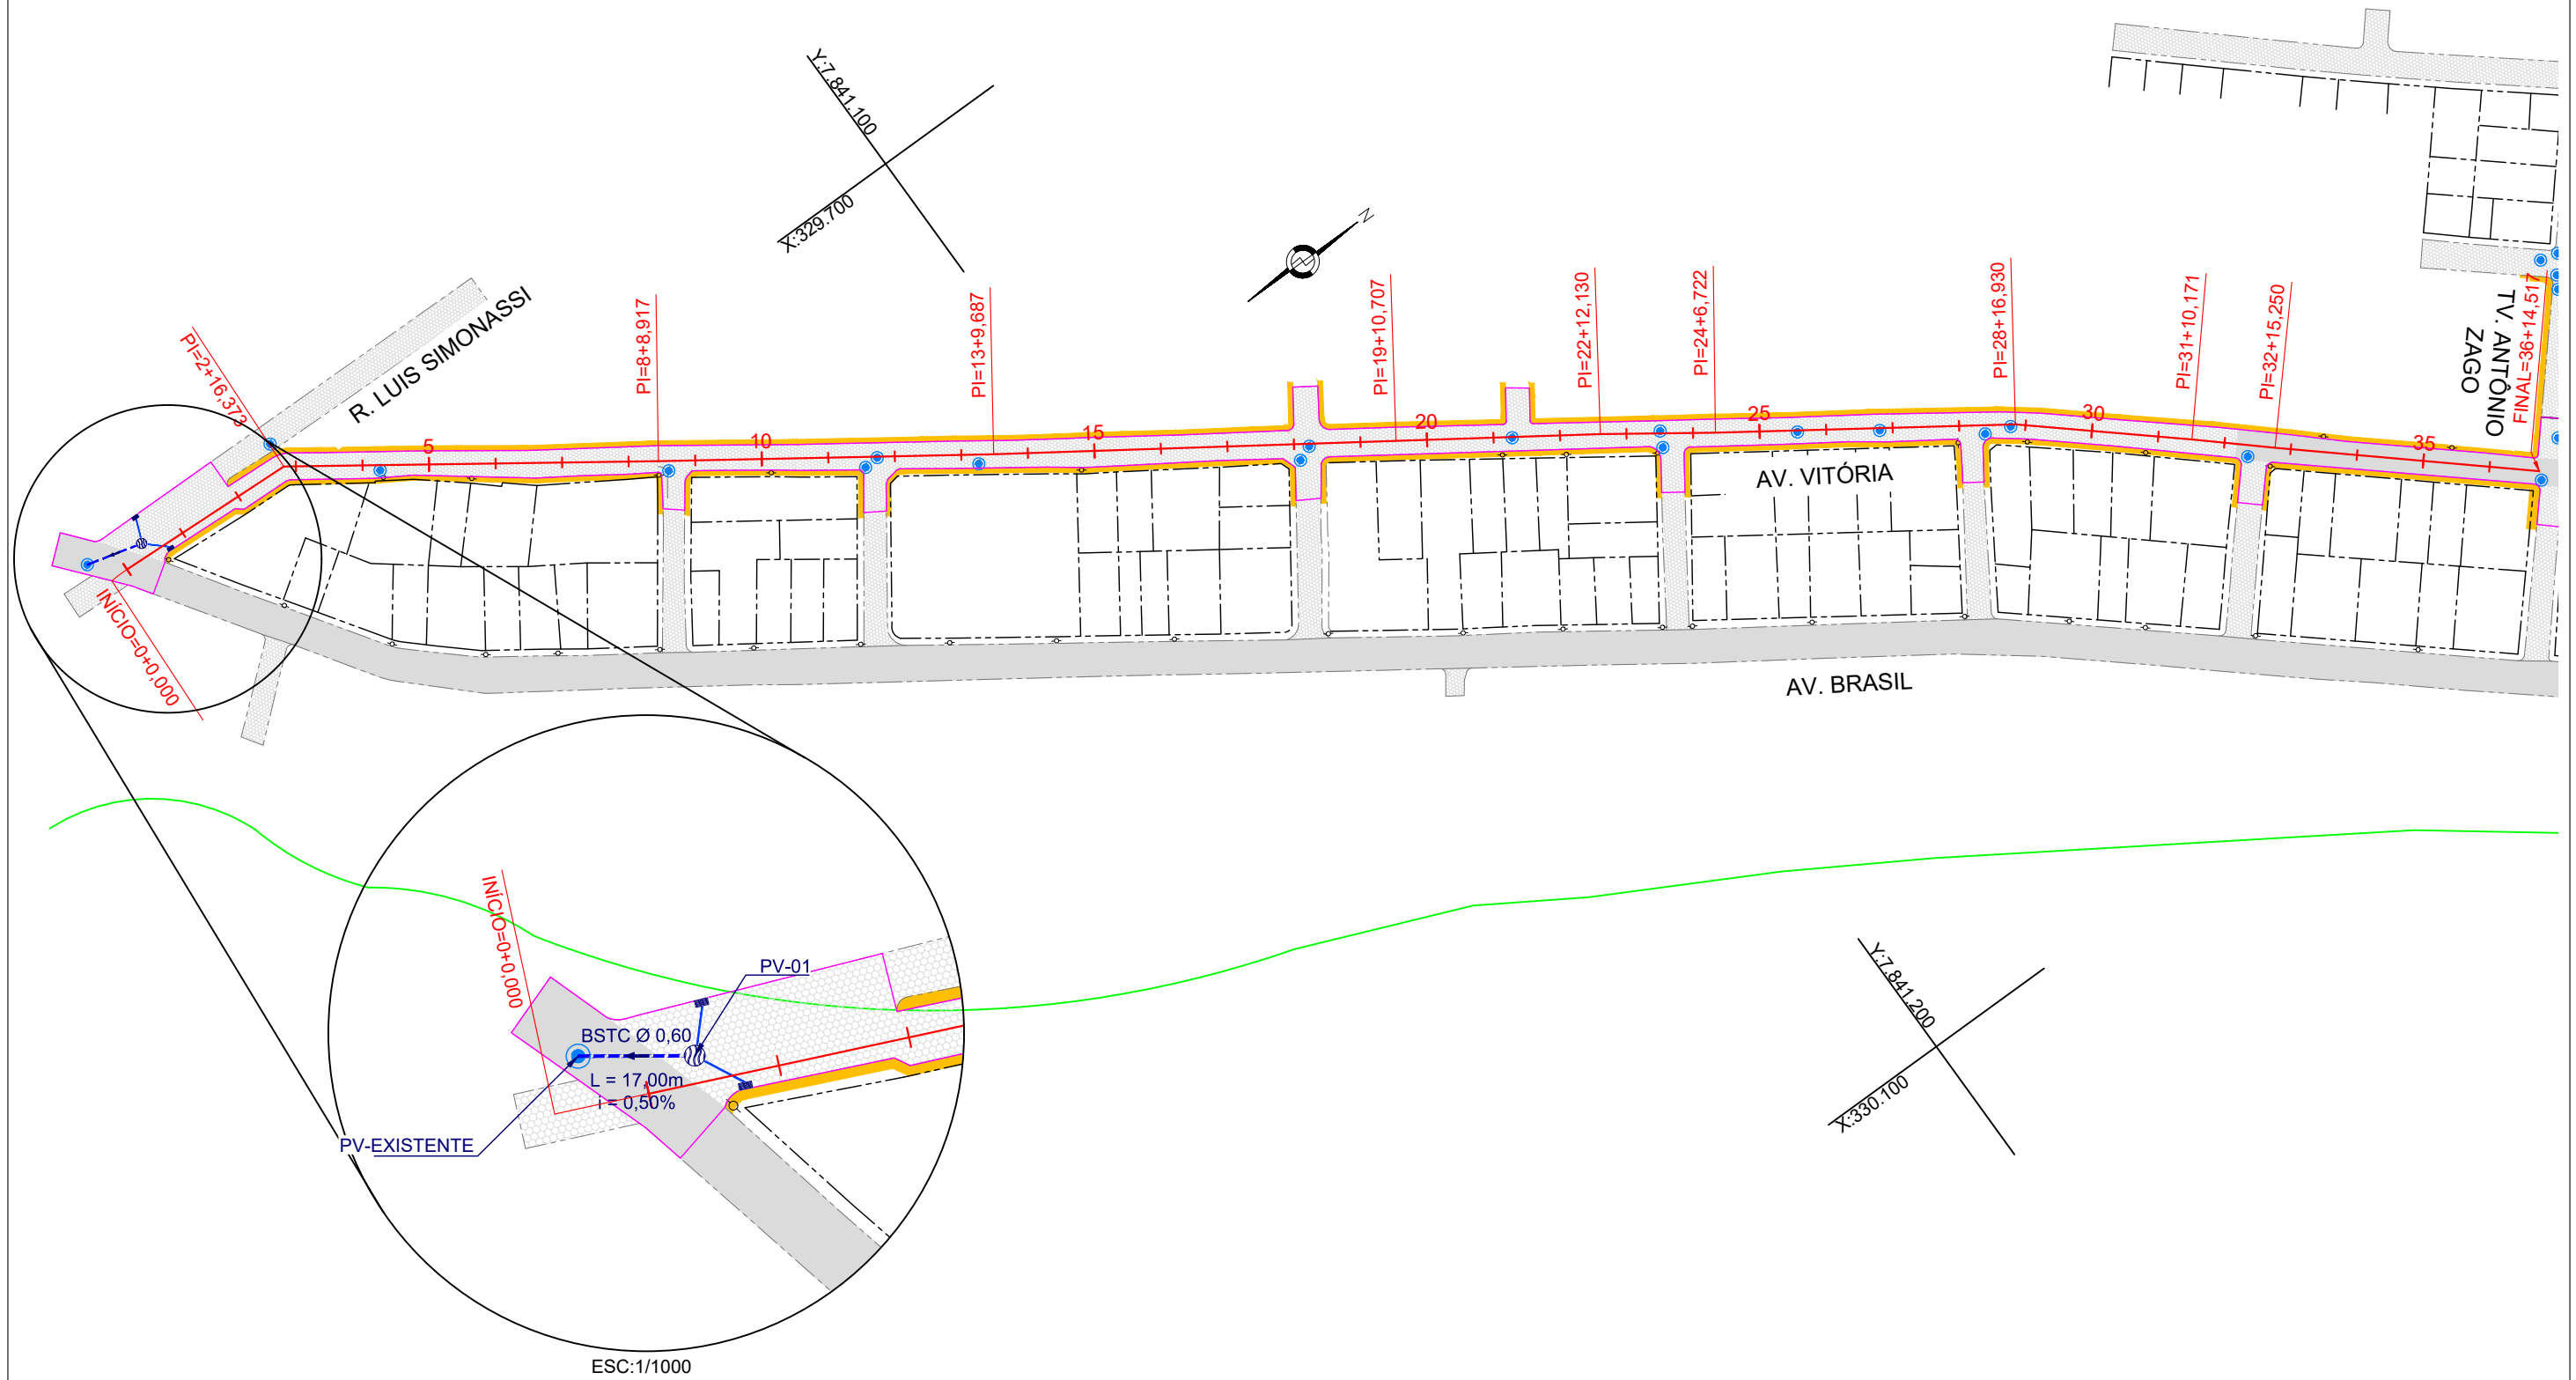 Y:7.841.100
X:329.700
N
R. LUIS SIMONASSI
PI=2+16,373
PI=8+8,917
PI=13+9,687
PI=19+10,707
PI=22+12,130
PI=24+6,722
PI=28+16,930
PI=31+10,171
PI=32+15,250
FINAL=36+14,517
TV. ANTÔNIO
ZAGO
5
10
15
20
25
30
35
AV. VITÓRIA
INÍCIO=0+0,000
AV. BRASIL
INÍCIO=0+0,000
PV-01
BSTC Ø 0,60
L = 17,00m
i = 0,50%
PV-EXISTENTE
Y:7.841.200
X:330.100
ESC:1/1000